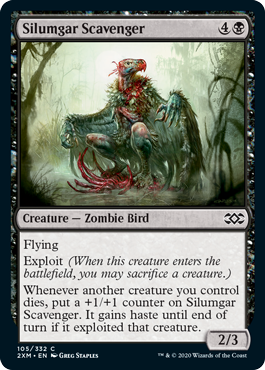 Silumgar Scavenger 4
Creature — Zombie Bird
Flying
Exploit (When this creature enters the
battlefield, you may sacrifice a creature.)
Whenever another creature you control
dies, put a +1/+1 counter on Silumgar
Scavenger. It gains haste until end of
turn if it exploited that creature.
2/3
105/332 C
2XM • EN Greg Staples
™ & © 2020 Wizards of the Coast